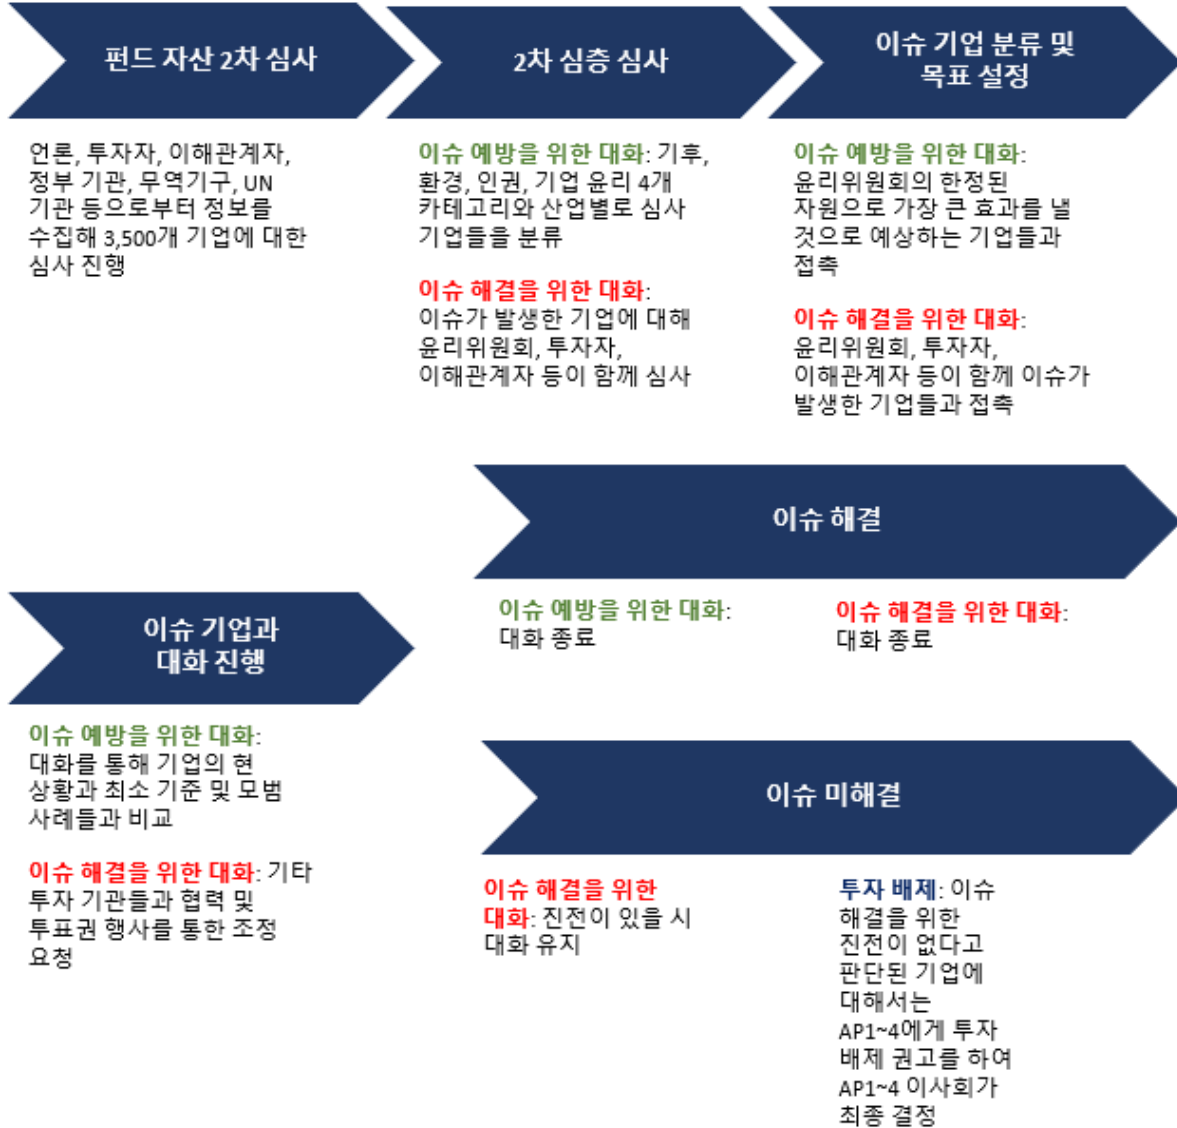 펀드 자산 2차 심사
언론, 투자자, 이해관계자,
정부 기관, 무역기구, UN
기관 등으로부터 정보를
수집해 3,500개 기업에 대한
심사 진행
2차 심층 심사
이슈 예방을 위한 대화: 기후,
환경, 인권, 기업 윤리 4개
카테고리와 산업별로 심사
기업들을 분류
이슈 해결을 위한 대화:
이슈가 발생한 기업에 대해
윤리위원회, 투자자,
이해관계자 등이 함께 심사
이슈 기업 분류 및
목표 설정
이슈 예방을 위한 대화:
윤리위원회의 한정된
자원으로 가장 큰 효과를 낼
것으로 예상하는 기업들과
접촉
이슈 해결을 위한 대화:
윤리위원회, 투자자,
이해관계자 등이 함께 이슈가
발생한 기업들과 접촉
이슈 기업과
대화 진행
이슈 예방을 위한 대화:
대화를 통해 기업의 현
상황과 최소 기준 및 모범
사례들과 비교
이슈 해결을 위한 대화: 기타
투자 기관들과 협력 및
투표권 행사를 통한 조정
요청
이슈 해결
이슈 예방을 위한 대화:
대화 종료
이슈 해결을 위한 대화:
대화 종료
이슈 미해결
이슈 해결을 위한
대화: 진전이 있을 시
대화 유지
투자 배제: 이슈
해결을 위한
진전이 없다고
판단된 기업에
대해서는
AP1~4에게 투자
배제 권고를 하여
AP1~4 이사회가
최종 결정